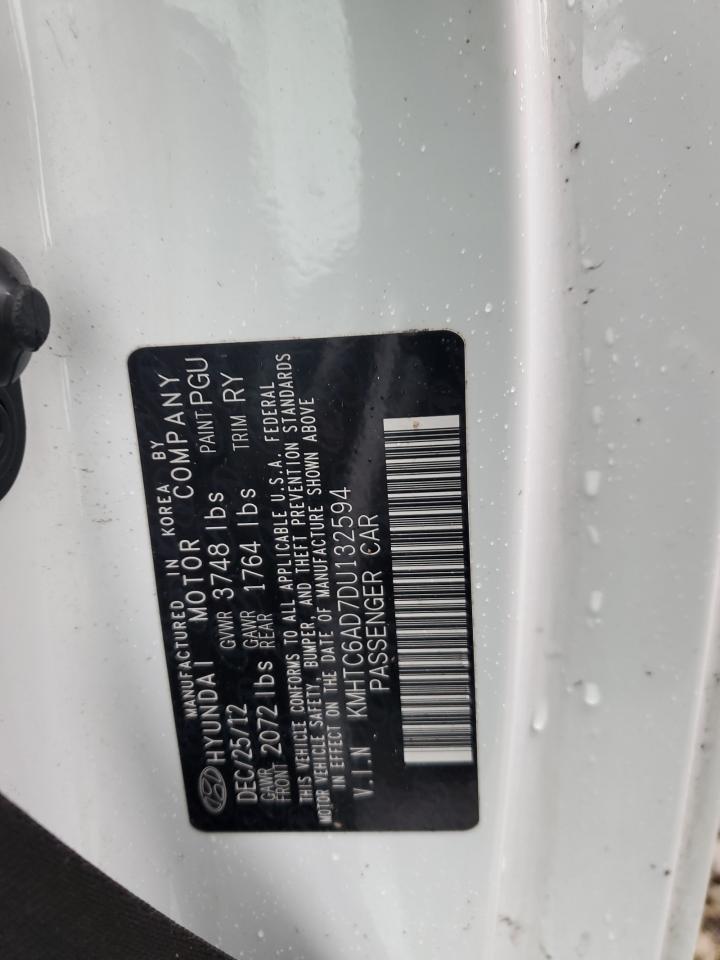 MANUFACTURED IN KOREA BY
HYUNDAI MOTOR COMPANY
DEC/25/12 GVWR 3748 lbs PAINT PGU
GAWR FRONT 2072 lbs GAWR REAR 1764 lbs TRIM RY
THIS VEHICLE CONFORMS TO ALL APPLICABLE U.S.A. FEDERAL
MOTOR VEHICLE SAFETY, BUMPER, AND THEFT PREVENTION STANDARDS
IN EFFECT ON THE DATE OF MANUFACTURE SHOWN ABOVE
V.I.N KMHTC6AD7DU132594
PASSENGER CAR